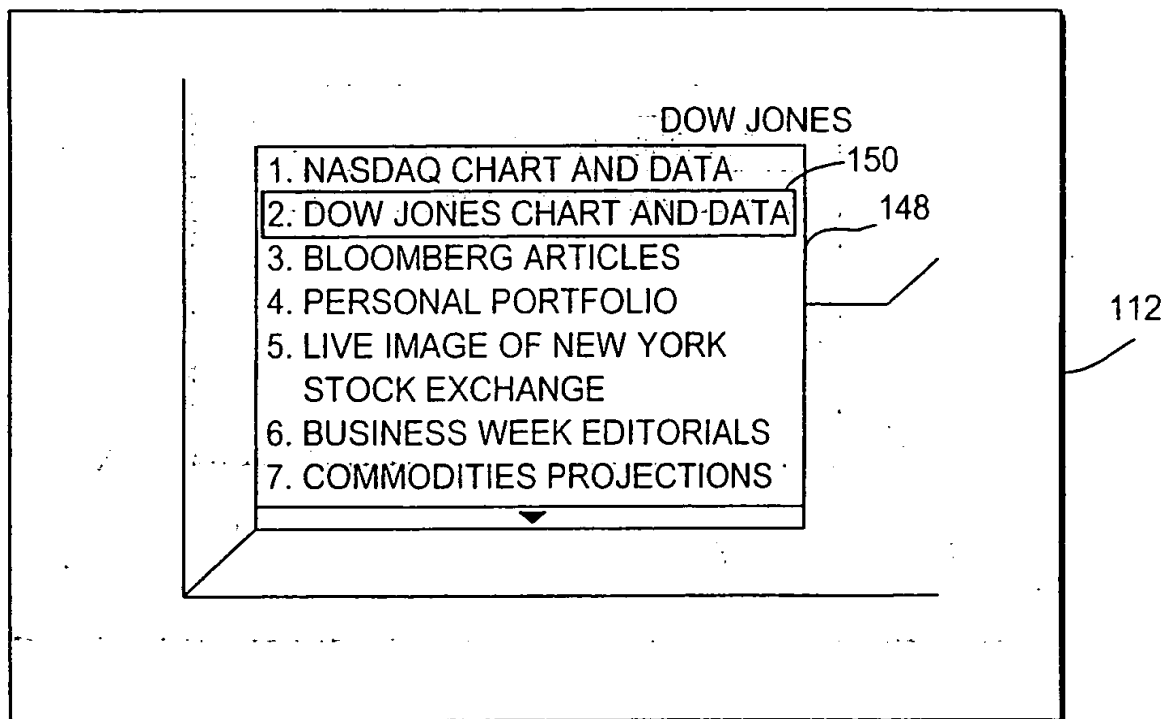 DOW JONES
1. NASDAQ CHART AND DATA
150
2. DOW JONES CHART AND DATA
148
3. BLOOMBERG ARTICLES
4. PERSONAL PORTFOLIO
112
5. LIVE IMAGE OF NEW YORK
STOCK EXCHANGE
6. BUSINESS WEEK EDITORIALS
7. COMMODITIES PROJECTIONS